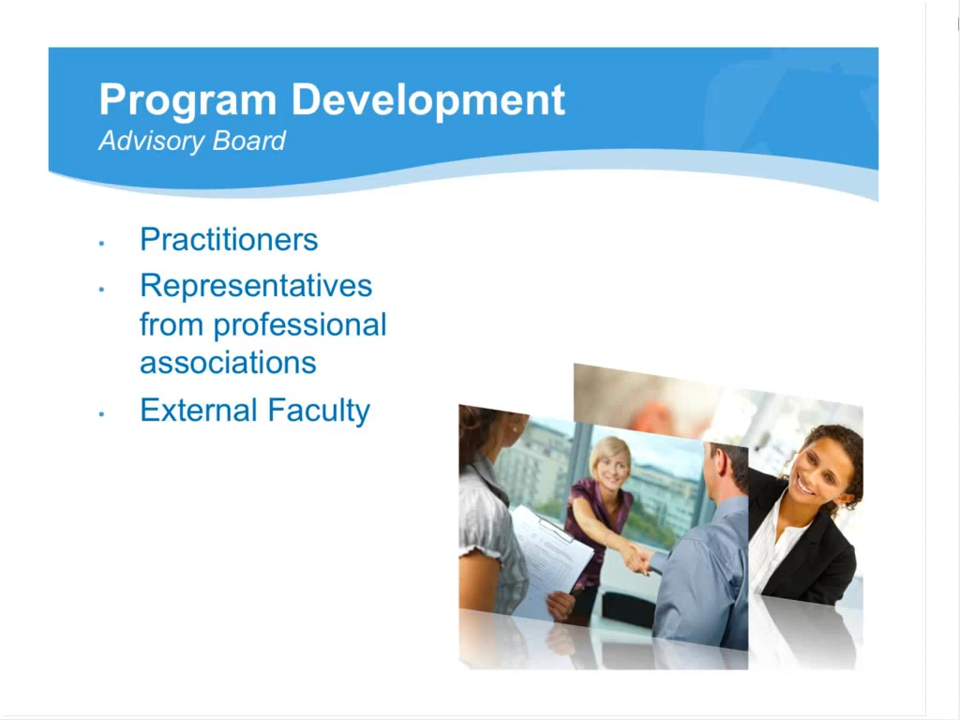 Program Development
Advisory Board
• Practitioners
• Representatives
from professional
associations
• External Faculty